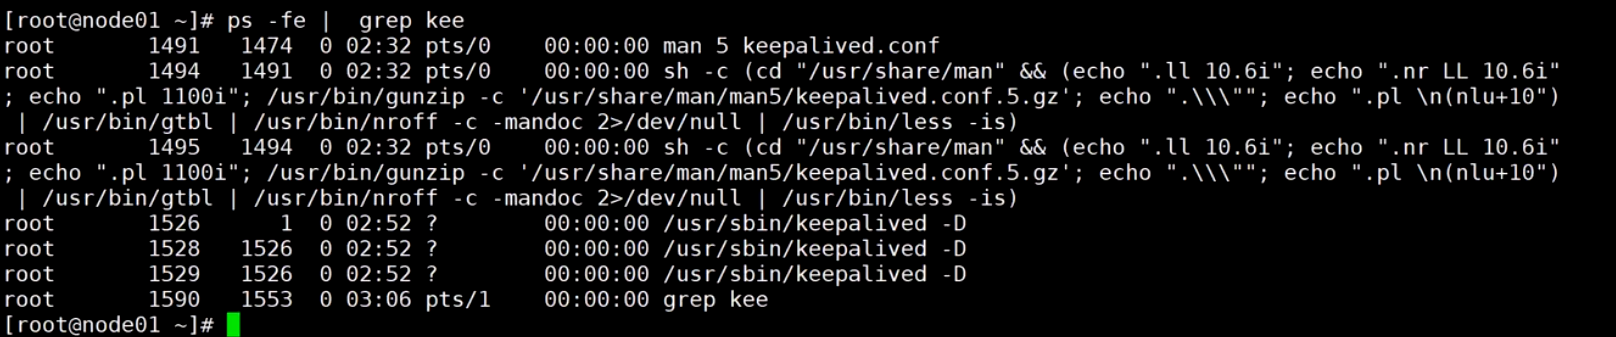 [root@node01 ~]# ps -fe |  grep kee
root       1491   1474  0 02:32 pts/0    00:00:00 man 5 keepalived.conf
root       1494   1491  0 02:32 pts/0    00:00:00 sh -c (cd "/usr/share/man" && (echo ".ll 10.6i"; echo ".nr LL 10.6i"
; echo ".pl 1100i"; /usr/bin/gunzip -c '/usr/share/man/man5/keepalived.conf.5.gz'; echo ".\\\""; echo ".pl \n(nlu+10")
 | /usr/bin/gtbl | /usr/bin/nroff -c -mandoc 2>/dev/null | /usr/bin/less -is)
root       1495   1494  0 02:32 pts/0    00:00:00 sh -c (cd "/usr/share/man" && (echo ".ll 10.6i"; echo ".nr LL 10.6i"
; echo ".pl 1100i"; /usr/bin/gunzip -c '/usr/share/man/man5/keepalived.conf.5.gz'; echo ".\\\""; echo ".pl \n(nlu+10")
 | /usr/bin/gtbl | /usr/bin/nroff -c -mandoc 2>/dev/null | /usr/bin/less -is)
root       1526      1  0 02:52 ?        00:00:00 /usr/sbin/keepalived -D
root       1528   1526  0 02:52 ?        00:00:00 /usr/sbin/keepalived -D
root       1529   1526  0 02:52 ?        00:00:00 /usr/sbin/keepalived -D
root       1590   1553  0 03:06 pts/1    00:00:00 grep kee
[root@node01 ~]#